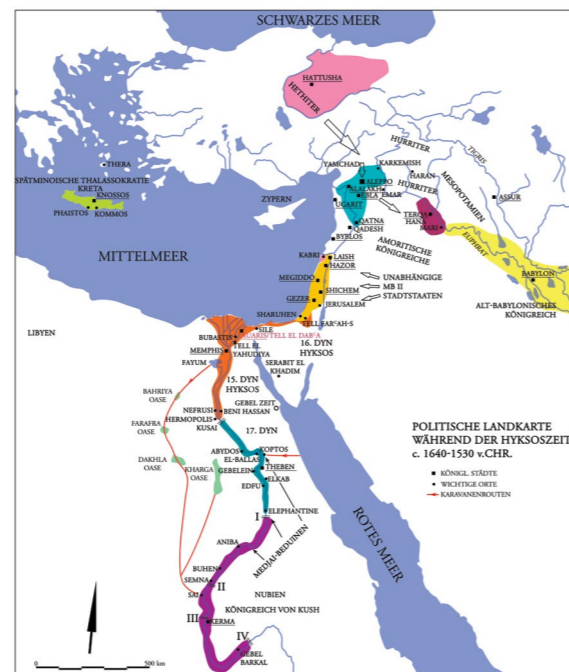 SCHWARZES MEER
HATTUSHA
HETHITER
THERA
SPÄTMINOISCHE THALASSOKRATIE
KRETA
KNOSSOS
PHAISTOS
KOMMOS
YAMCHAD
KARKEMISH
HURRITER
TIGRIS
ALEPPO
HARAN
ALALAKH
EBLA
EMAR
HURRITER
MESOPOTAMIEN
ASSUR
ZYPERN
UGARIT
TERQA
HANA
QATNA
QADESH
MARI
EUPHRAT
BYBLOS
AMORITISCHE
KÖNIGREICHE
MITTELMEER
KABRI
LAISH
HAZOR
BABYLON
MEGIDDO
UNABHÄNGIGE
SHICHEM
MB II
GEZER
STADTSTAATEN
JERUSALEM
ALT-BABYLONISCHES
KÖNIGREICH
SHARUHEN
TELL FAR'AH-S
LIBYEN
SILE
BUBASTIS
AUARIS/TELL EL DAB'A
16. DYN
HYKSOS
TELL EL
YAHUDIYA
MEMPHIS
FAYUM
SERABIT EL
KHADIM
15. DYN
HYKSOS
BAHRIYA
OASE
GEBEL ZEIT
NEFRUSI
BENI HASSAN
HERMOPOLIS
KUSAI
FARAFRA
OASE
17. DYN
POLITISCHE LANDKARTE
WÄHREND DER HYKSOSZEIT
c. 1640-1530 v.CHR.
ABYDOS
KOPTOS
EL-BALLAS
DAKHLA
OASE
KHARGA
OASE
GEBELEIN
THEBEN
KÖNIGL. STÄDTE
ELKAB
WICHTIGE ORTE
EDFU
KARAVANENROUTEN
I
ELEPHANTINE
MEDJAI-BEDUINEN
ROTES MEER
ANIBA
BUHEN
SEMNA
II
SAI
NUBIEN
KÖNIGREICH VON KUSH
III
KERMA
IV
GEBEL
BARKAL
0
500 km